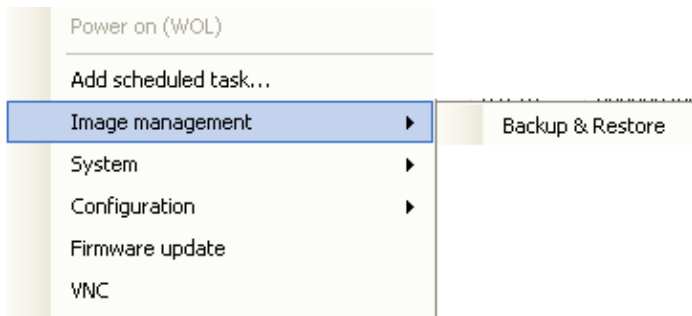 Power on (WOL)
Add scheduled task...
Image management
Backup & Restore
System
Configuration
Firmware update
VNC